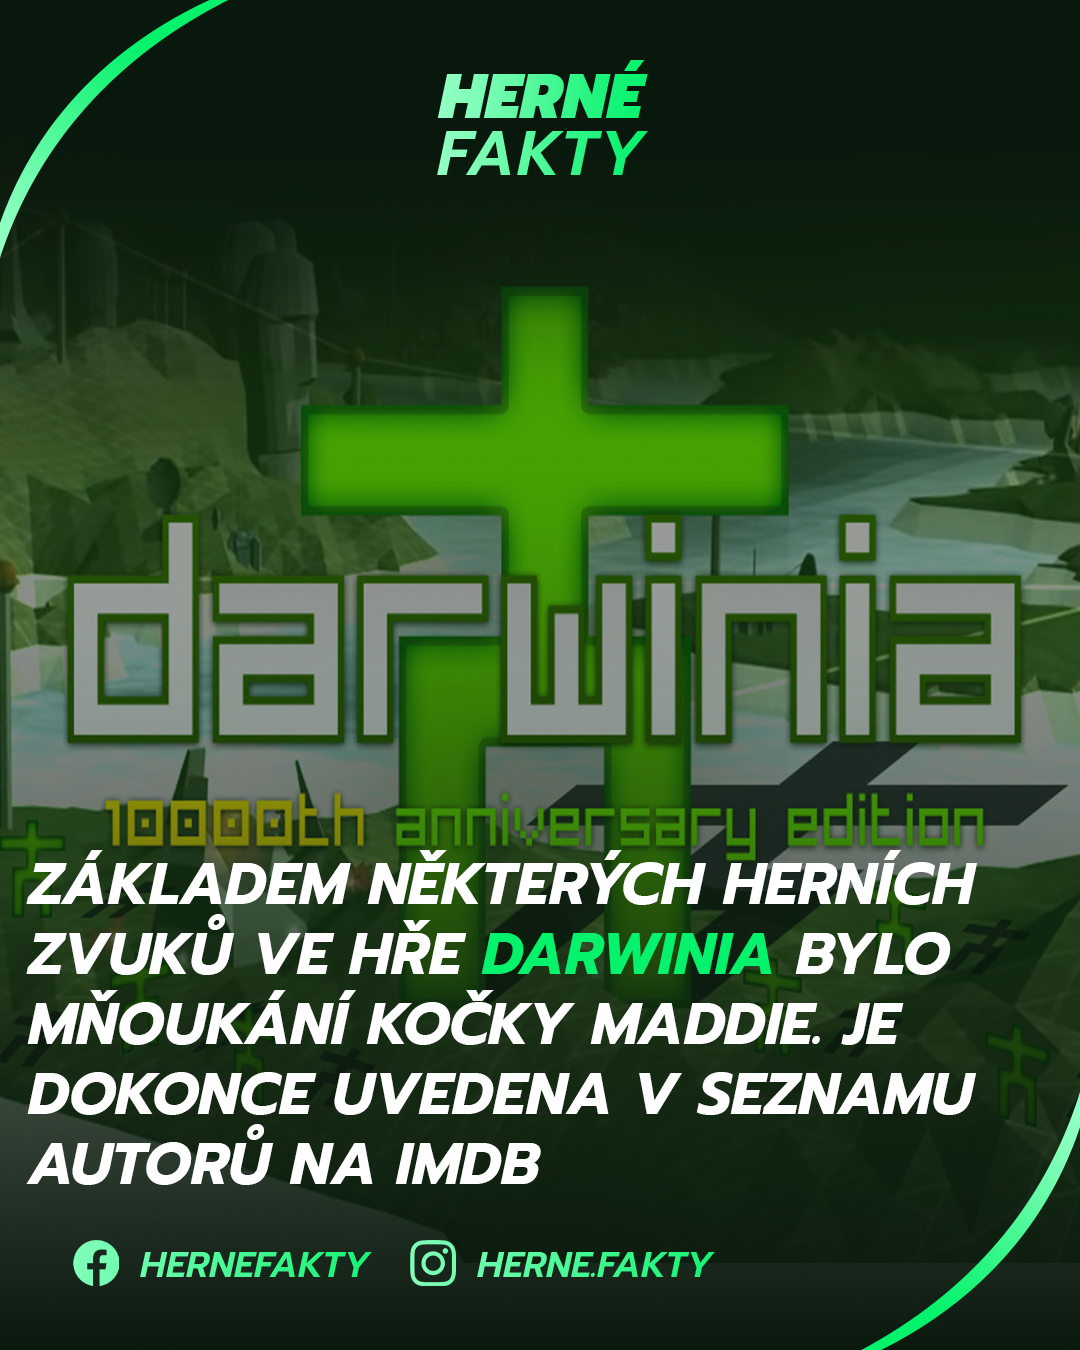 HERNÉ
FAKTY
darwinia
10000th anniversary edition
ZÁKLADEM NĚKTERÝCH HERNÍCH
ZVUKŮ VE HŘE DARWINIA BYLO
MŇOUKÁNÍ KOČKY MADDIE. JE
DOKONCE UVEDENA V SEZNAMU
AUTORŮ NA IMDB
HERNEFAKTY HERNE.FAKTY